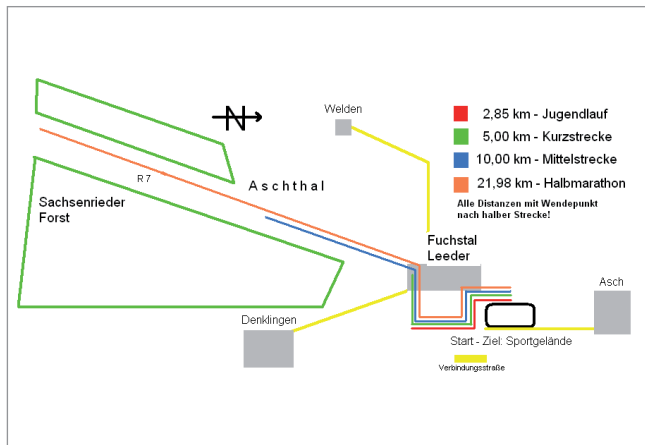 N
Welden
2,85 km - Jugendlauf
5,00 km - Kurzstrecke
10,00 km - Mittelstrecke
21,98 km - Halbmarathon
Alle Distanzen mit Wendepunkt
nach halber Strecke!
R 7
Aschthal
Sachsenrieder
Forst
Fuchstal
Leeder
Asch
Denklingen
Start - Ziel: Sportgelände
Verbindungsstraße